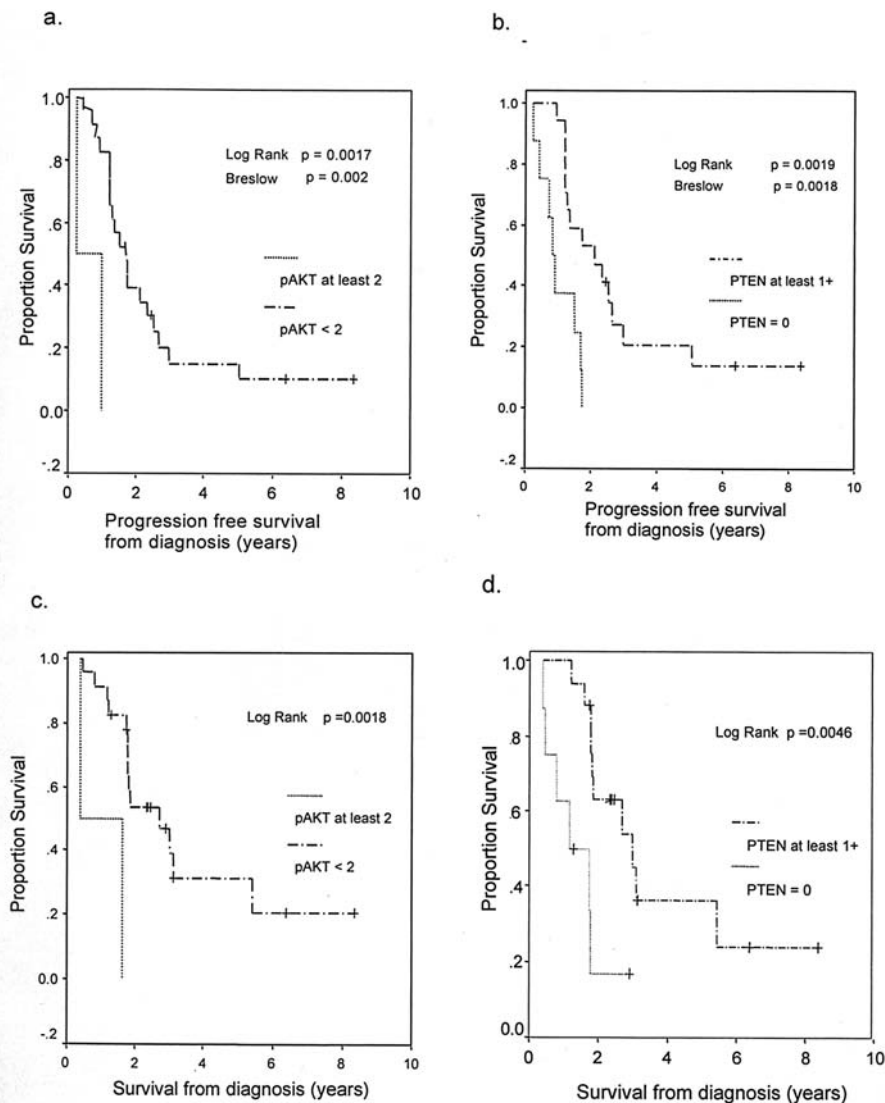 a.
1.0
.8
.6
.4
.2
0.0
-.2
Proportion Survival
Log Rank p = 0.0017
Breslow p = 0.002
pAKT at least 2
pAKT < 2
0 2 4 6 8 10
Progression free survival
from diagnosis (years)
b.
1.0
.8
.6
.4
.2
0.0
-.2
Proportion Survival
Log Rank p = 0.0019
Breslow p = 0.0018
PTEN at least 1+
PTEN = 0
0 2 4 6 8 10
Progression free survival
from diagnosis (years)
c.
1.0
.8
.6
.4
.2
0.0
-.2
Proportion Survival
Log Rank p =0.0018
pAKT at least 2
pAKT < 2
0 2 4 6 8 10
Survival from diagnosis (years)
d.
1.0
.8
.6
.4
.2
0.0
Proportion Survival
Log Rank p =0.0046
PTEN at least 1+
PTEN = 0
0 2 4 6 8 10
Survival from diagnosis (years)